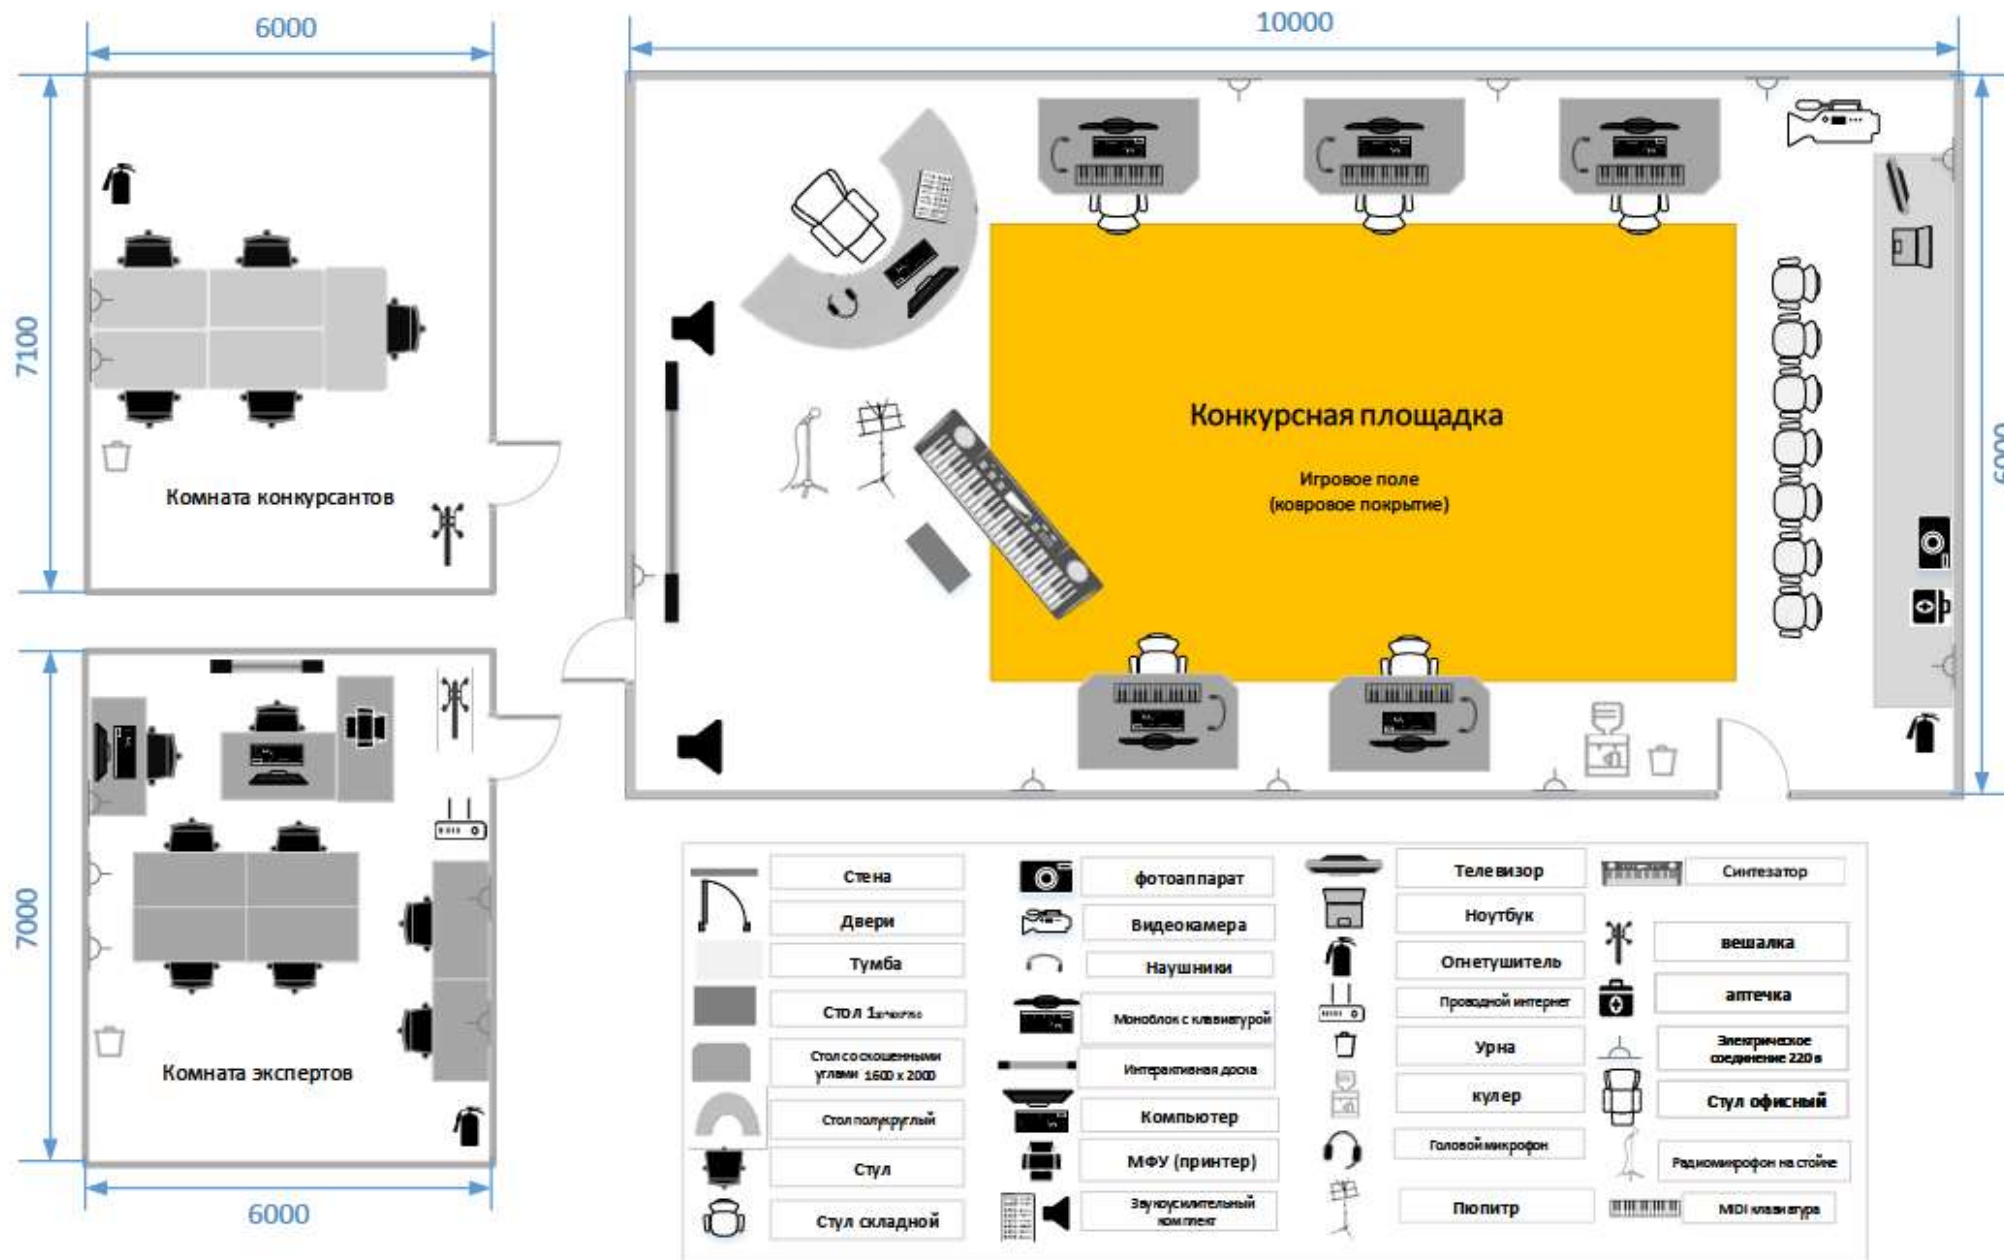 6000
10000
7100
6000
Конкурсная площадка
Игровое поле
(ковровое покрытие)
Комната конкурсантов
7000
Комната экспертов
6000
Стена
Двери
Тумба
Стол 1
Стол со скошенными
углами 1600 x 2000
Стол полукруглый
Стул
Стул складной
фотоаппарат
Видеокамера
Наушники
Моноблок с клавиатурой
Интерактивная доска
Компьютер
МФУ (принтер)
Звукоусилительный
комплект
Телевизор
Ноутбук
Огнетушитель
Проводной интернет
Урна
кулер
Головой микрофон
Пюпитр
Синтезатор
вешалка
аптечка
Электрическое
соединение 220 в
Стул офисный
Радиомикрофон на стойке
MIDI клавиатура